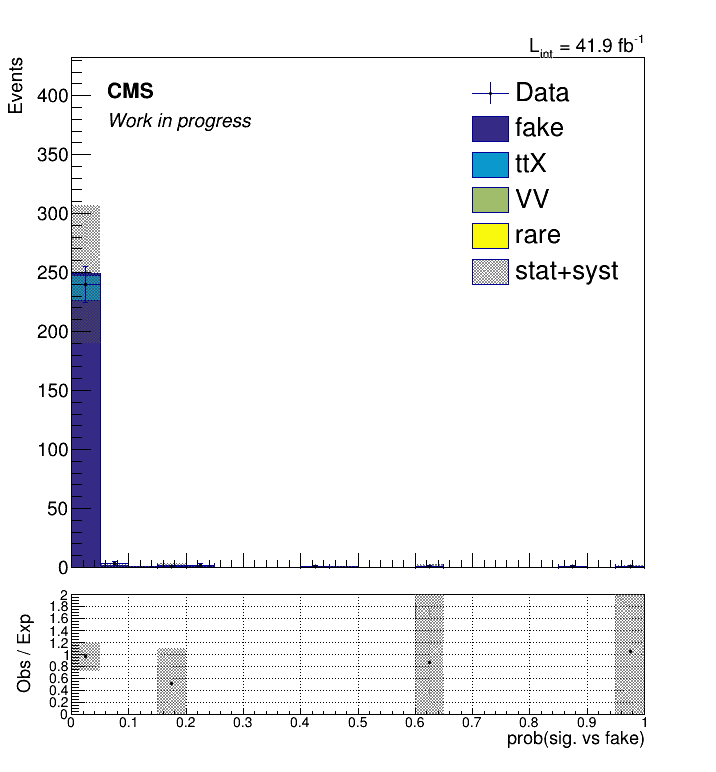 L_int = 41.9 fb^-1
Events
CMS
Work in progress
Data
fake
ttX
VV
rare
stat+syst
400
350
300
250
200
150
100
50
0
Obs / Exp
2
1.8
1.6
1.4
1.2
1
0.8
0.6
0.4
0.2
0
0 0.1 0.2 0.3 0.4 0.5 0.6 0.7 0.8 0.9 1
prob(sig. vs fake)